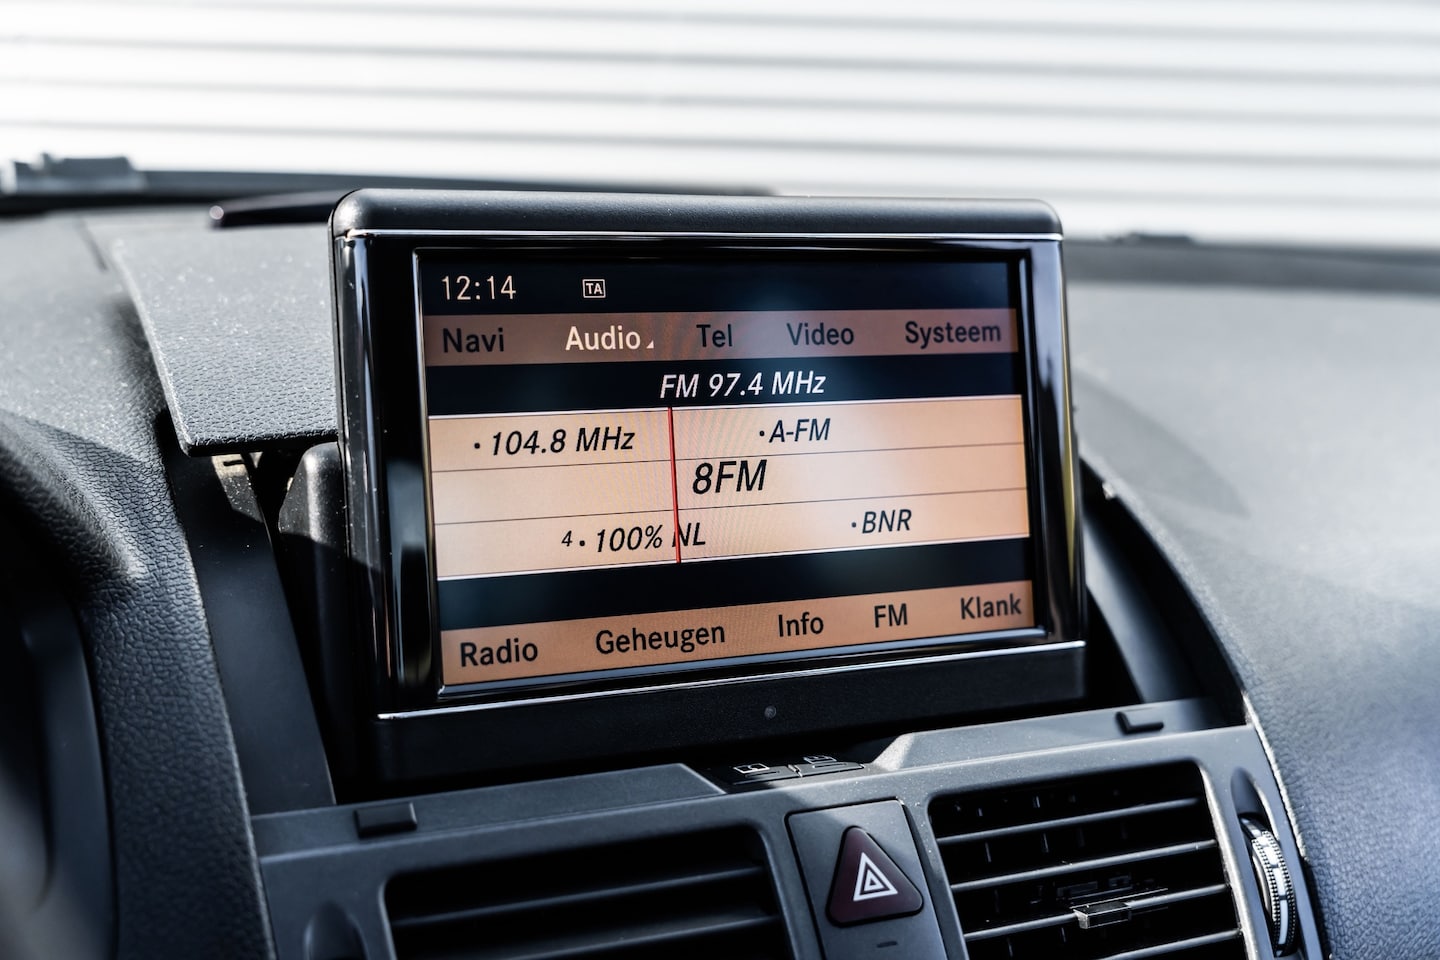 12:14 TA
Navi Audio Tel Video Systeem
FM 97.4 MHz
· 104.8 MHz · A-FM
8FM
4 · 100% NL · BNR
Radio Geheugen Info FM Klank